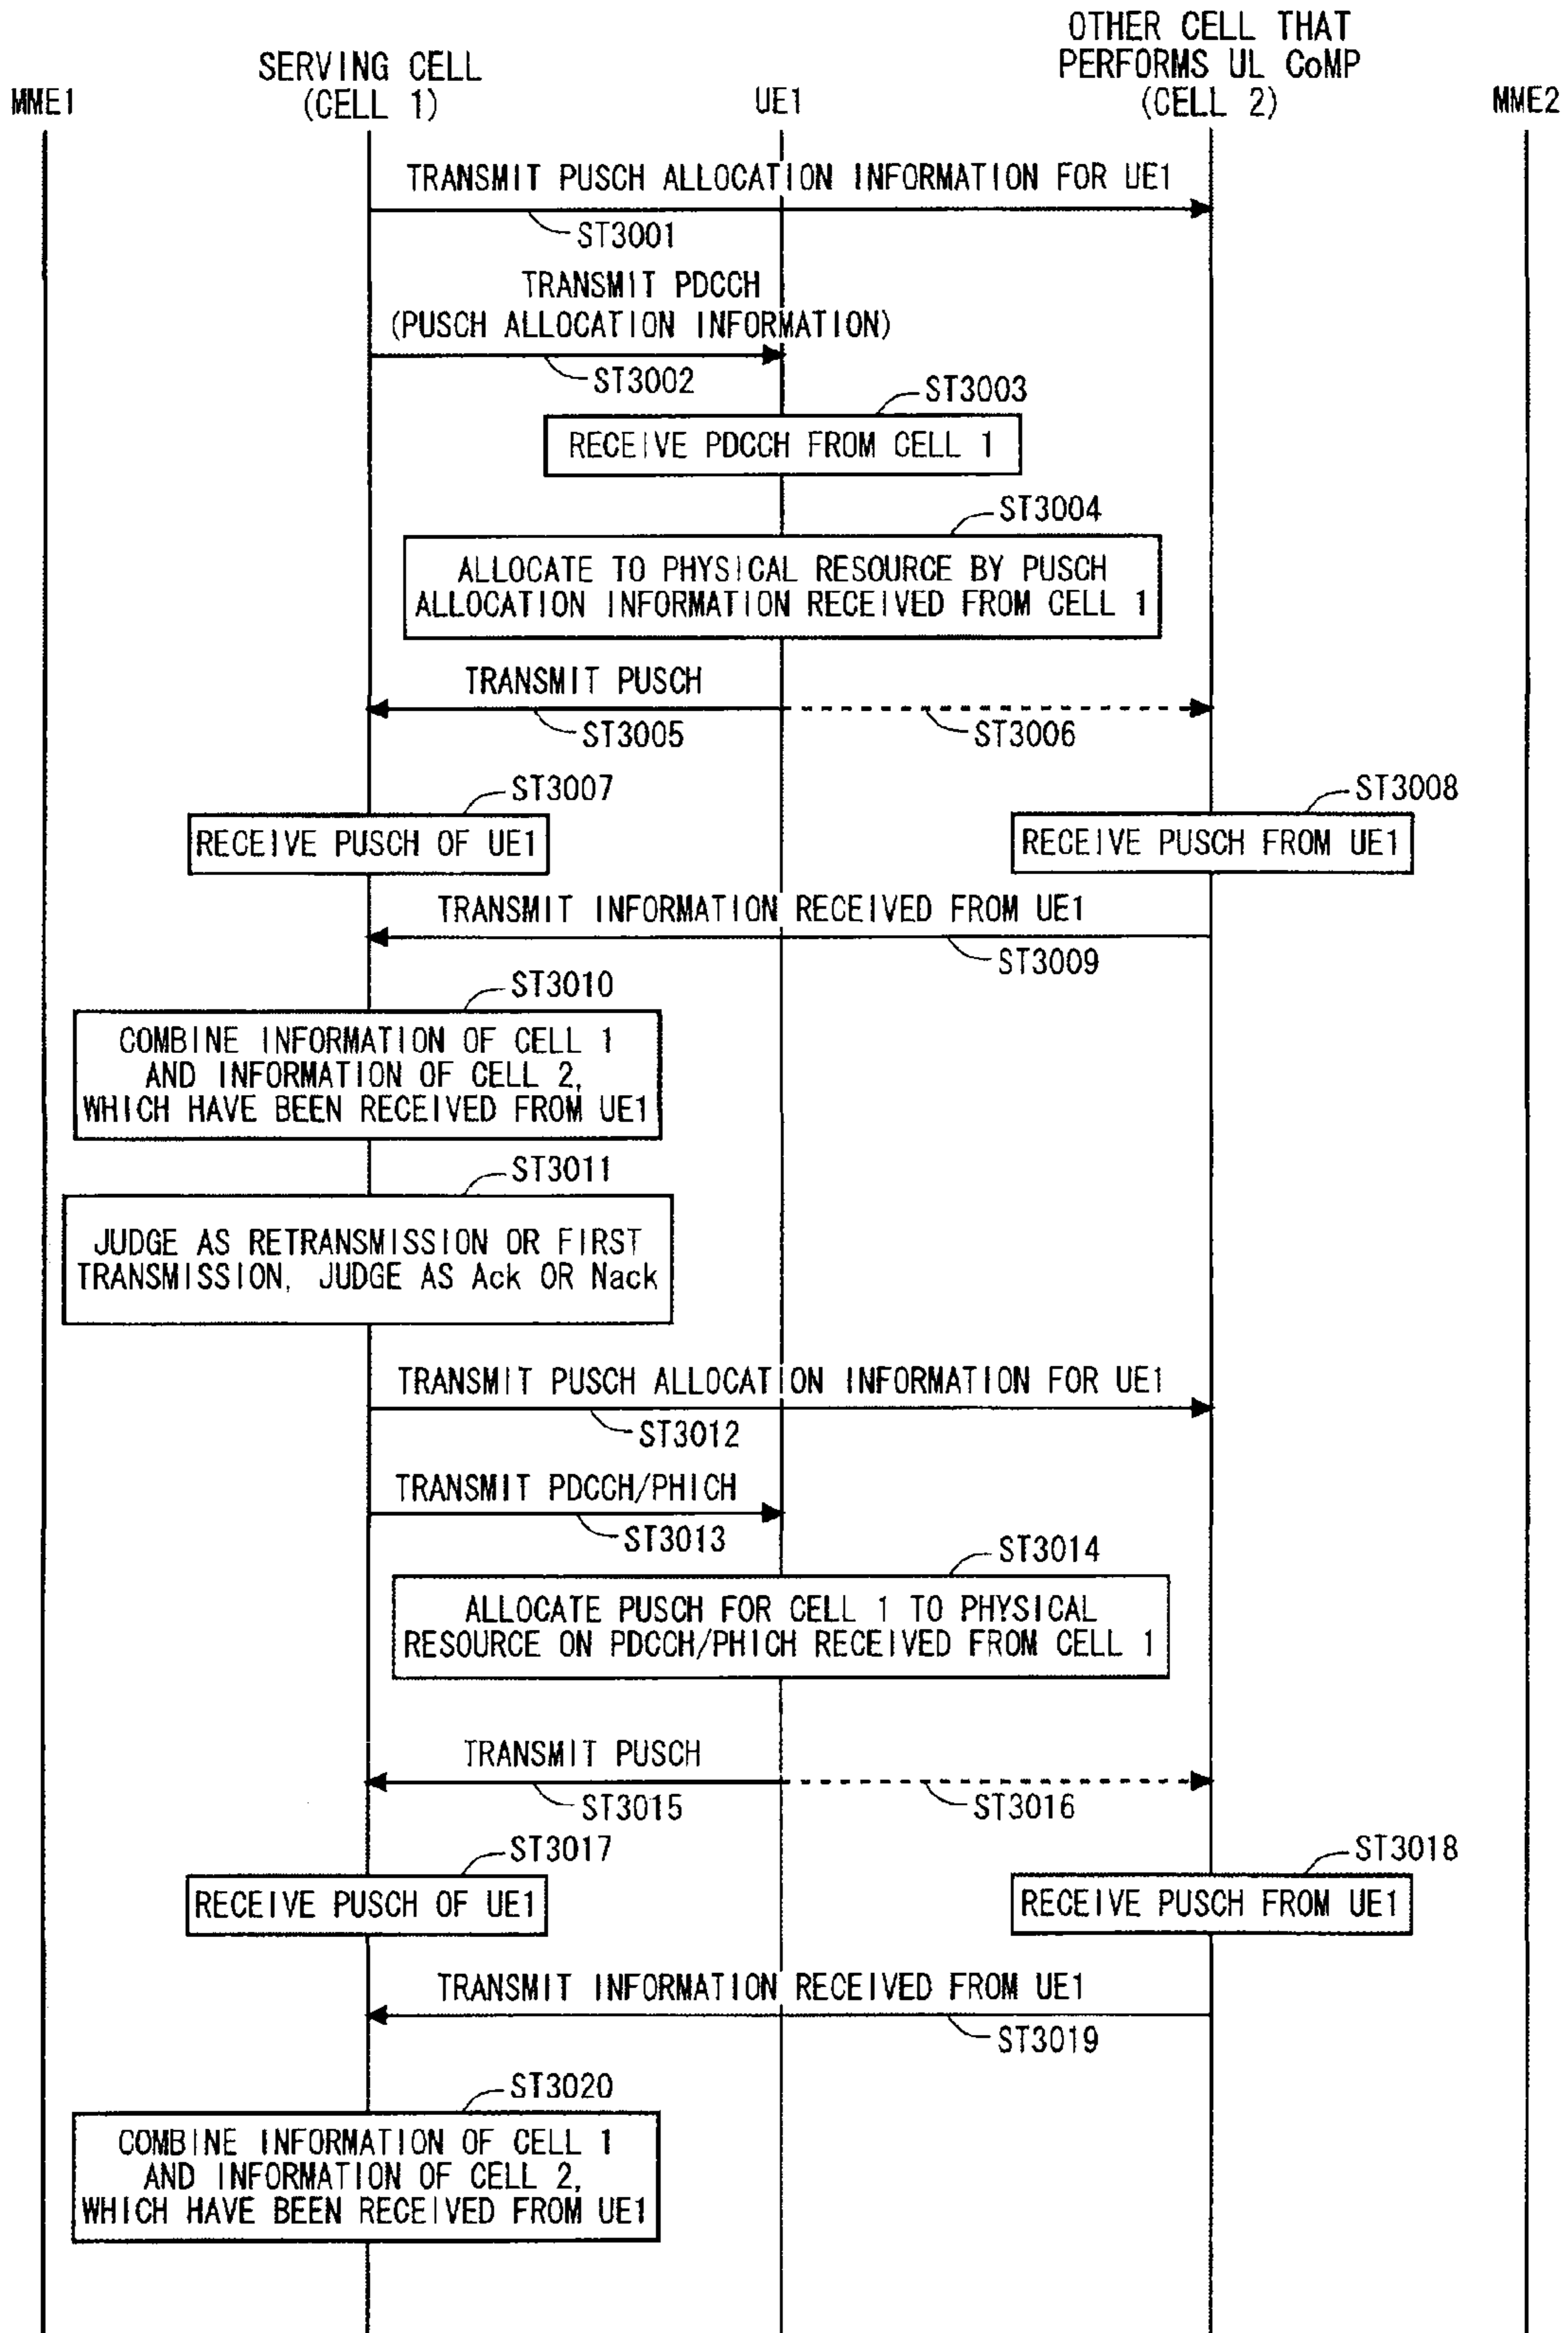 MME1
SERVING CELL
(CELL 1)
UE1
OTHER CELL THAT
PERFORMS UL CoMP
(CELL 2)
MME2
TRANSMIT PUSCH ALLOCATION INFORMATION FOR UE1
ST3001
TRANSMIT PDCCH
(PUSCH ALLOCATION INFORMATION)
ST3002
ST3003
RECEIVE PDCCH FROM CELL 1
ST3004
ALLOCATE TO PHYSICAL RESOURCE BY PUSCH
ALLOCATION INFORMATION RECEIVED FROM CELL 1
TRANSMIT PUSCH
ST3005
ST3006
ST3007
RECEIVE PUSCH OF UE1
ST3008
RECEIVE PUSCH FROM UE1
TRANSMIT INFORMATION RECEIVED FROM UE1
ST3009
ST3010
COMBINE INFORMATION OF CELL 1
AND INFORMATION OF CELL 2,
WHICH HAVE BEEN RECEIVED FROM UE1
ST3011
JUDGE AS RETRANSMISSION OR FIRST
TRANSMISSION, JUDGE AS Ack OR Nack
TRANSMIT PUSCH ALLOCATION INFORMATION FOR UE1
ST3012
TRANSMIT PDCCH/PHICH
ST3013
ST3014
ALLOCATE PUSCH FOR CELL 1 TO PHYSICAL
RESOURCE ON PDCCH/PHICH RECEIVED FROM CELL 1
TRANSMIT PUSCH
ST3015
ST3016
ST3017
RECEIVE PUSCH OF UE1
ST3018
RECEIVE PUSCH FROM UE1
TRANSMIT INFORMATION RECEIVED FROM UE1
ST3019
ST3020
COMBINE INFORMATION OF CELL 1
AND INFORMATION OF CELL 2,
WHICH HAVE BEEN RECEIVED FROM UE1